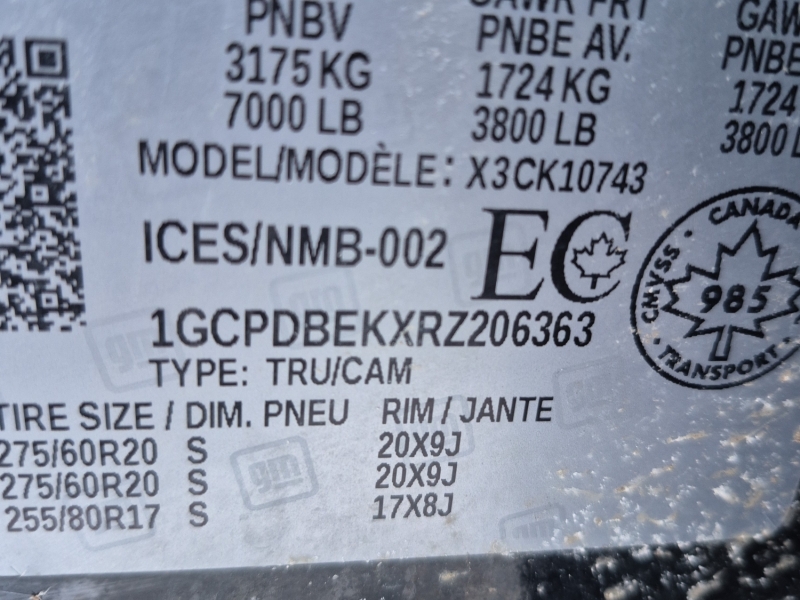 PNBV
GAWR FRT
PNBE AV.
PNBE
3175 KG
1724 KG
1724
7000 LB
3800 LB
3800 L
MODEL/MODÈLE: X3CK10743
ICES/NMB-002
EC
CANADA
CMVSS
985
TRANSPORT
1GCPDBEKXRZ206363
TYPE: TRU/CAM
TIRE SIZE / DIM. PNEU RIM / JANTE
275/60R20 S 20X9J
275/60R20 S 20X9J
255/80R17 S 17X8J
gm